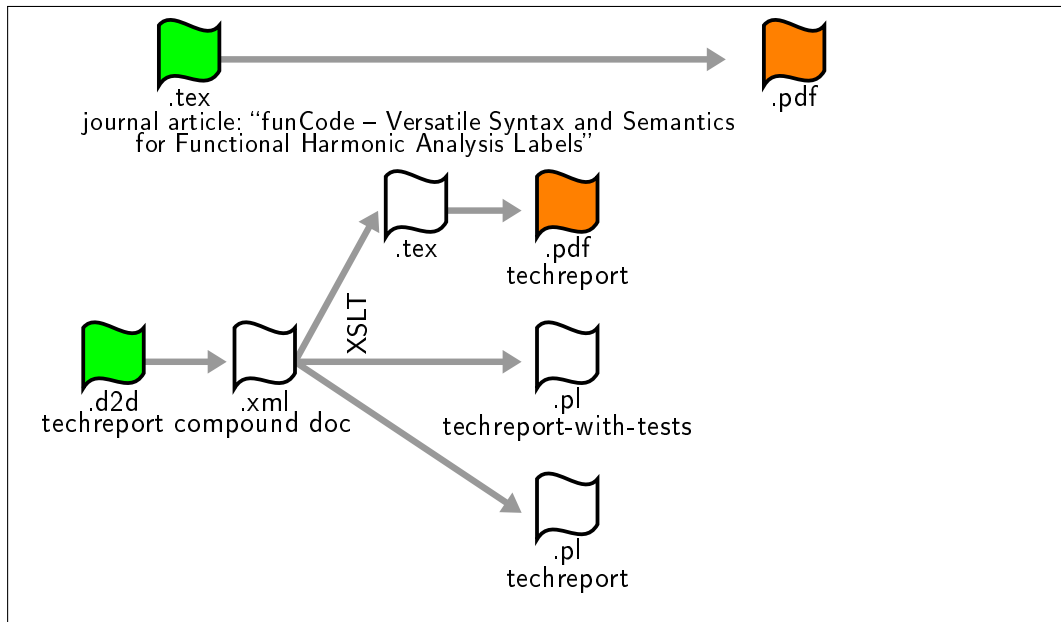 .tex
.pdf
journal article: “funCode – Versatile Syntax and Semantics
for Functional Harmonic Analysis Labels”
.tex
.pdf
techreport
XSLT
.d2d
.xml
techreport compound doc
.pl
techreport-with-tests
.pl
techreport